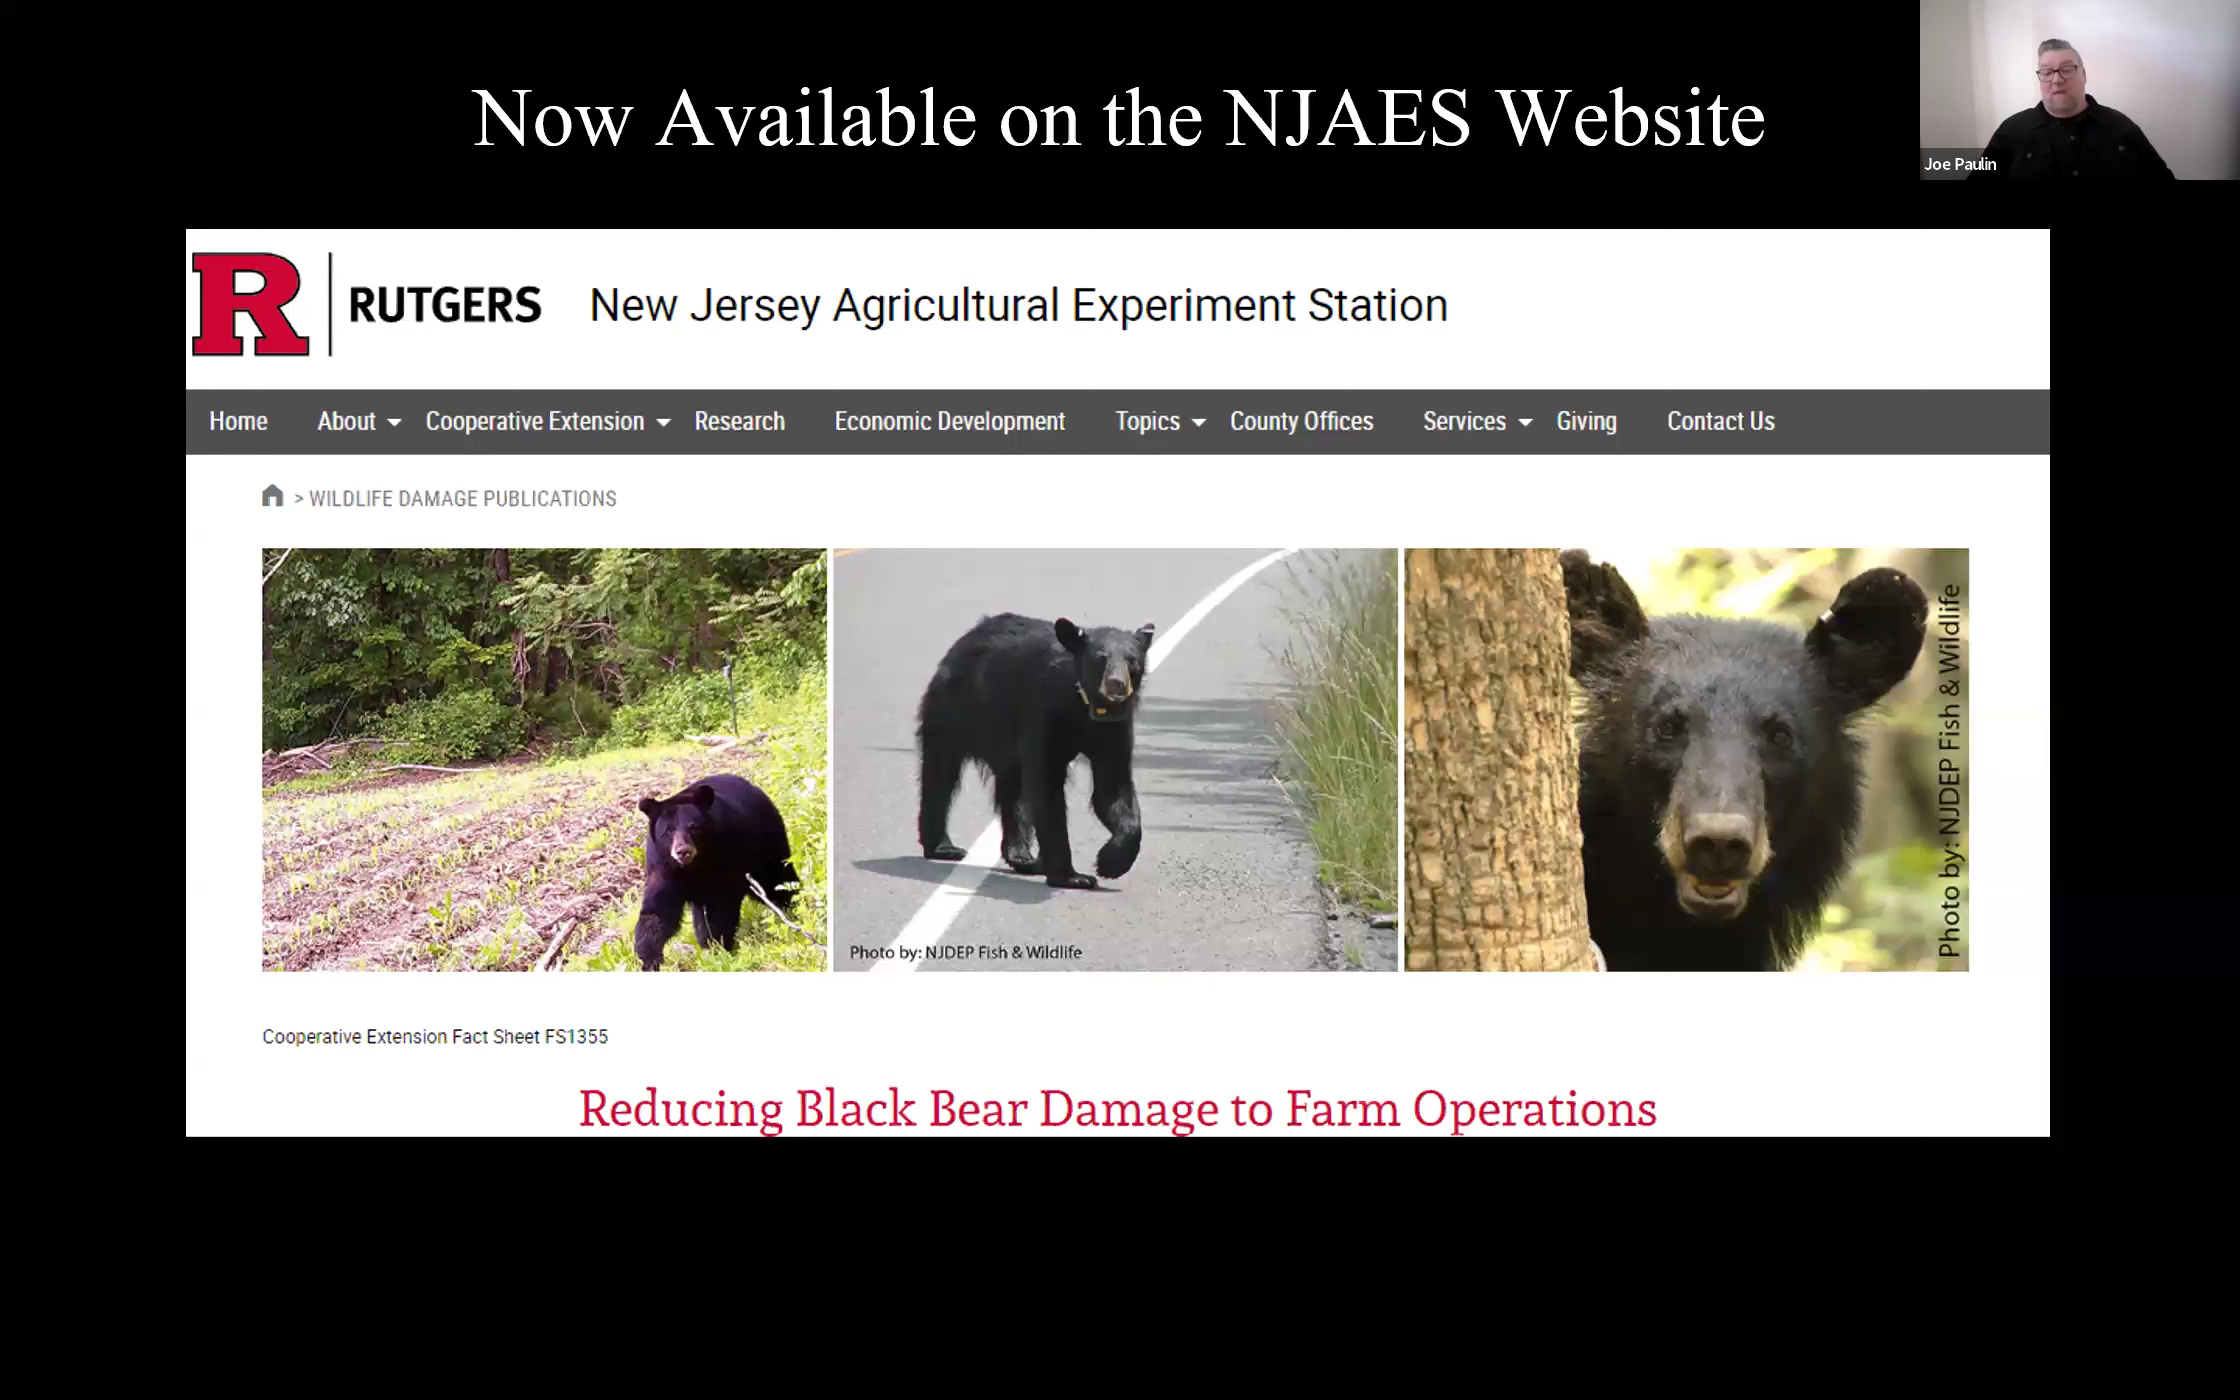 Now Available on the NJAES Website
Joe Paulin
R RUTGERS New Jersey Agricultural Experiment Station
Home About Cooperative Extension Research Economic Development Topics County Offices Services Giving Contact Us
> WILDLIFE DAMAGE PUBLICATIONS
Photo by: NJDEP Fish & Wildlife
Photo by: NJDEP Fish & Wildlife
Cooperative Extension Fact Sheet FS1355
Reducing Black Bear Damage to Farm Operations